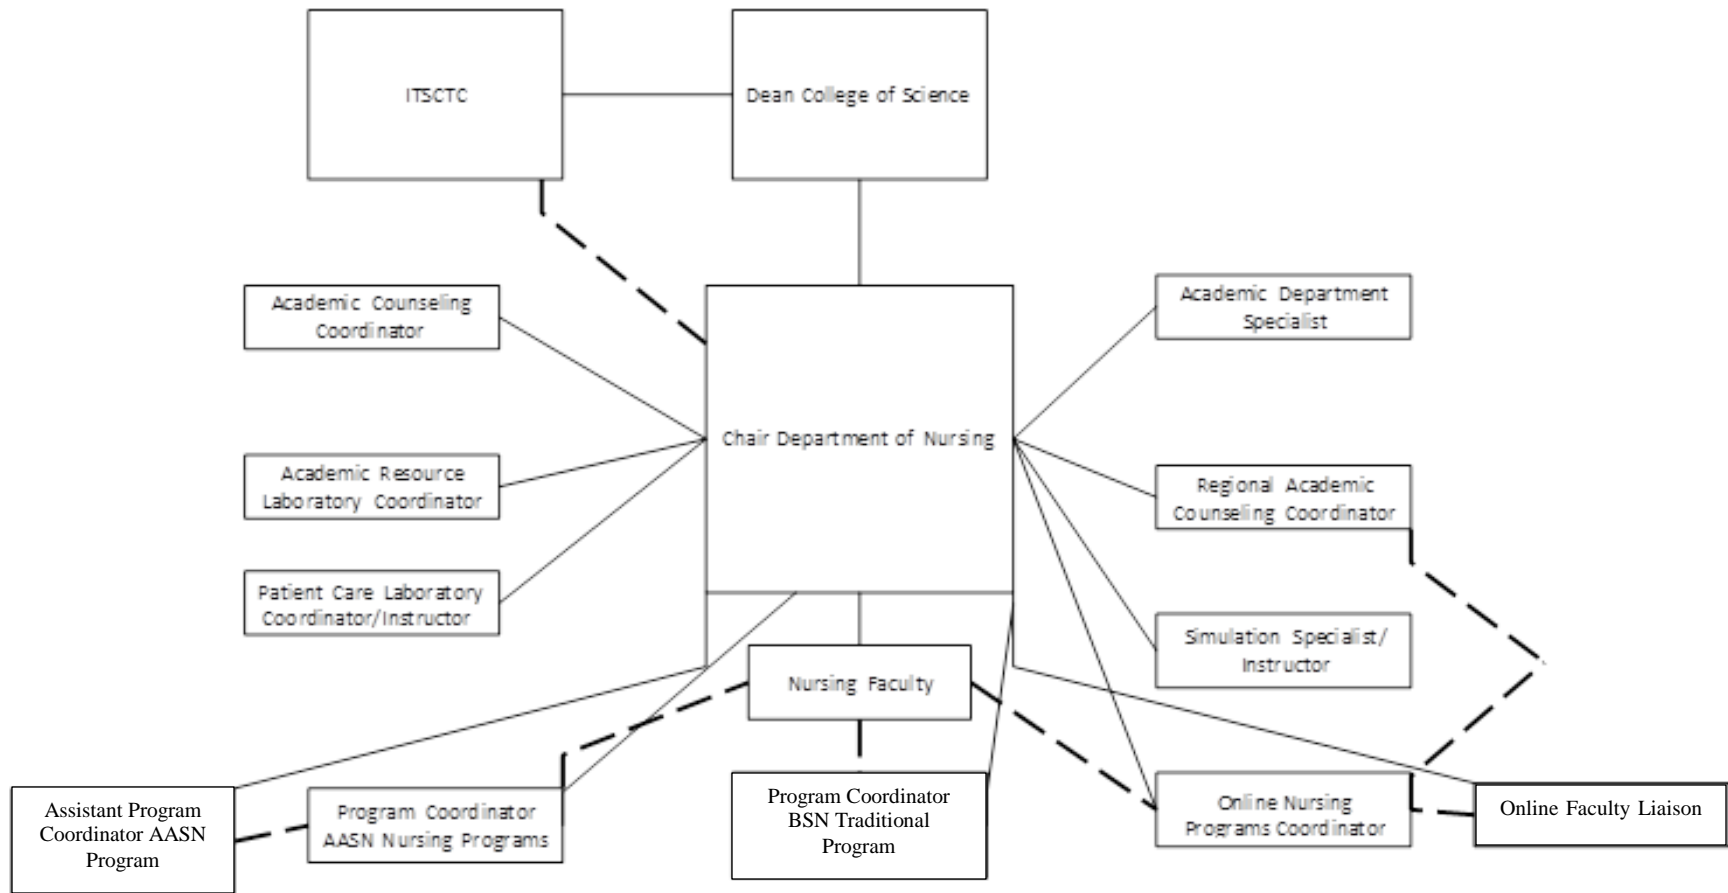 ITSCTC
Dean College of Science
Academic Counseling
Coordinator
Academic Department
Specialist
Chair Department of Nursing
Academic Resource
Laboratory Coordinator
Regional Academic
Counseling Coordinator
Patient Care Laboratory
Coordinator/Instructor
Simulation Specialist/
Instructor
Nursing Faculty
Assistant Program
Coordinator AASN
Program
Program Coordinator
AASN Nursing Programs
Program Coordinator
BSN Traditional
Program
Online Nursing
Programs Coordinator
Online Faculty Liaison